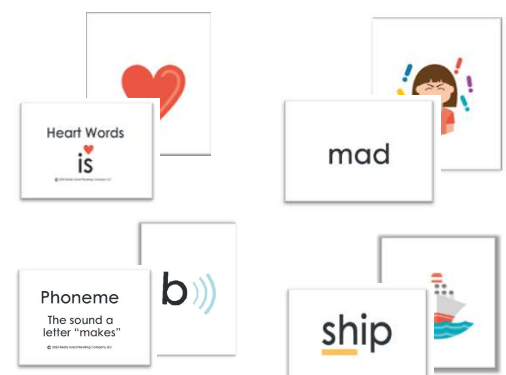 Heart Words
is
mad
Phoneme
The sound a
letter “makes”
b
ship